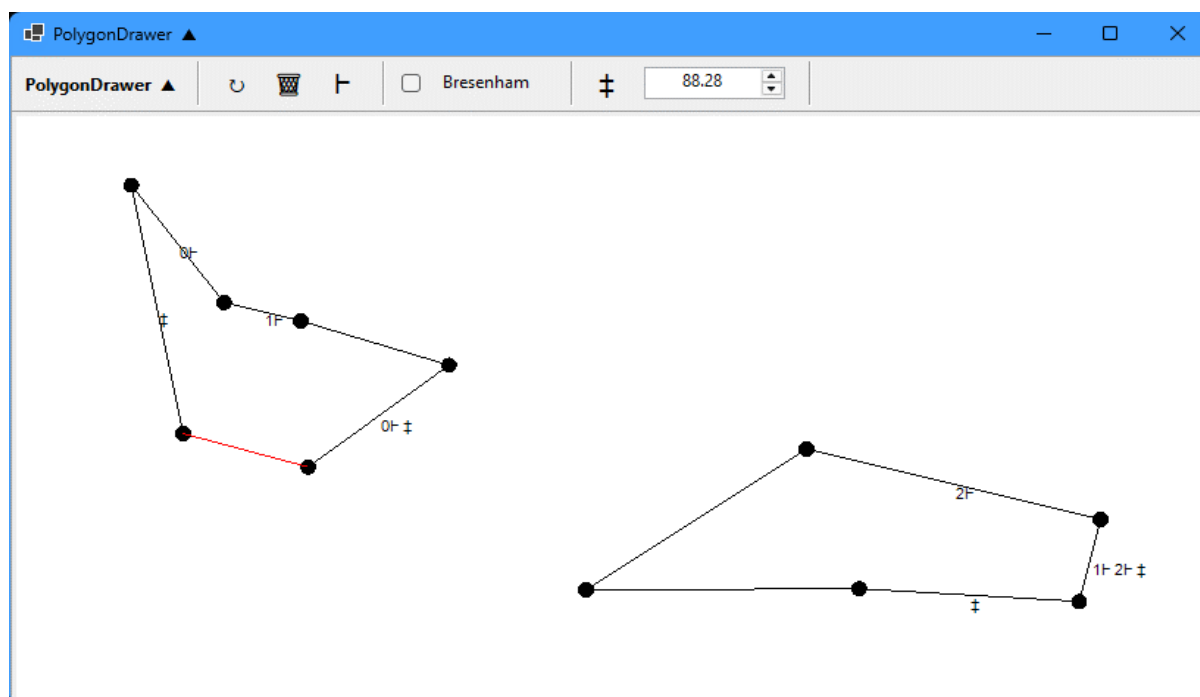 PolygonDrawer ▲
PolygonDrawer ▲ ↻ 🗑 ⊦ Bresenham ‡ 88.28
0⊦
‡
1⊦
0⊦ ‡
2⊦
1⊦ 2⊦ ‡
‡